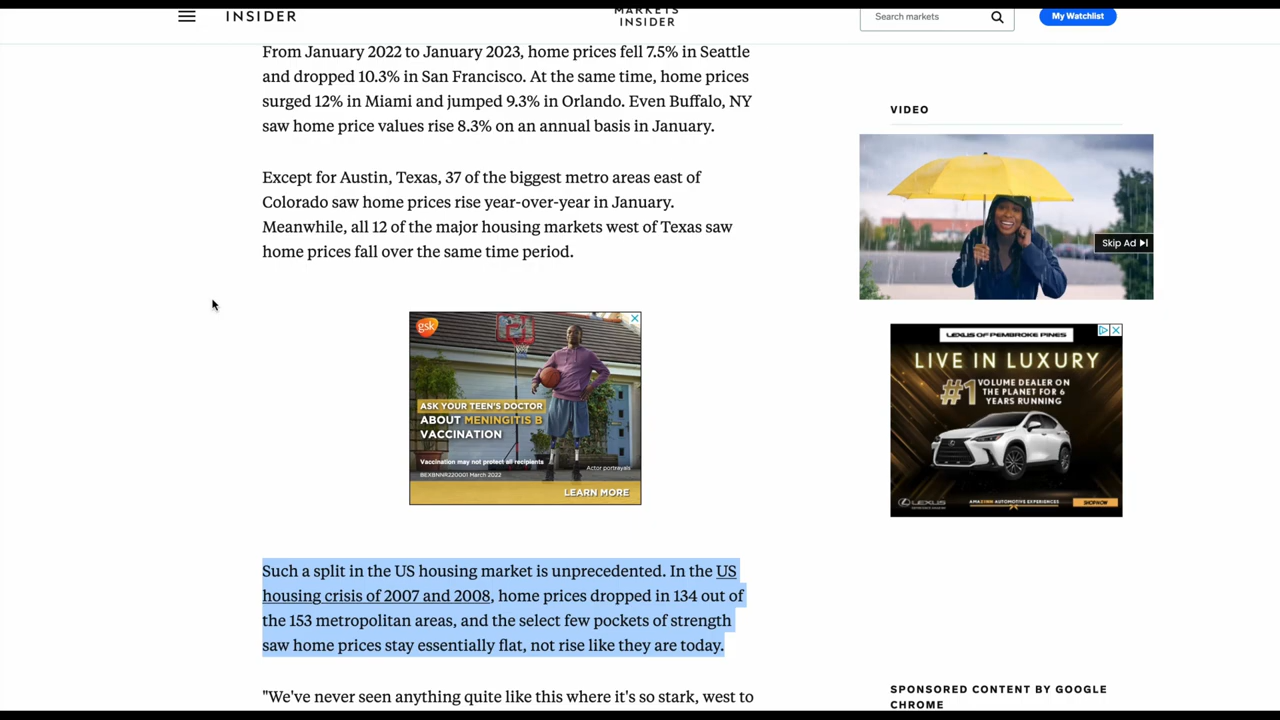 INSIDER
MARKETS
INSIDER
Search markets
My Watchlist
From January 2022 to January 2023, home prices fell 7.5% in Seattle
and dropped 10.3% in San Francisco. At the same time, home prices
surged 12% in Miami and jumped 9.3% in Orlando. Even Buffalo, NY
saw home price values rise 8.3% on an annual basis in January.
Except for Austin, Texas, 37 of the biggest metro areas east of
Colorado saw home prices rise year-over-year in January.
Meanwhile, all 12 of the major housing markets west of Texas saw
home prices fall over the same time period.
gsk
ASK YOUR TEEN'S DOCTOR
ABOUT MENINGITIS B
VACCINATION
Vaccination may not protect all recipients
Actor portrayals
BEXBNNR220001 March 2022
LEARN MORE
Such a split in the US housing market is unprecedented. In the US
housing crisis of 2007 and 2008, home prices dropped in 134 out of
the 153 metropolitan areas, and the select few pockets of strength
saw home prices stay essentially flat, not rise like they are today.
"We've never seen anything quite like this where it's so stark, west to
VIDEO
Skip Ad
LEXUS OF PEMBROKE PINES
LIVE IN LUXURY
#1 VOLUME DEALER ON
THE PLANET FOR 6
YEARS RUNNING
LEXUS
AMAZING AUTOMOTIVE EXPERIENCES
SHOP NOW
SPONSORED CONTENT BY GOOGLE
CHROME